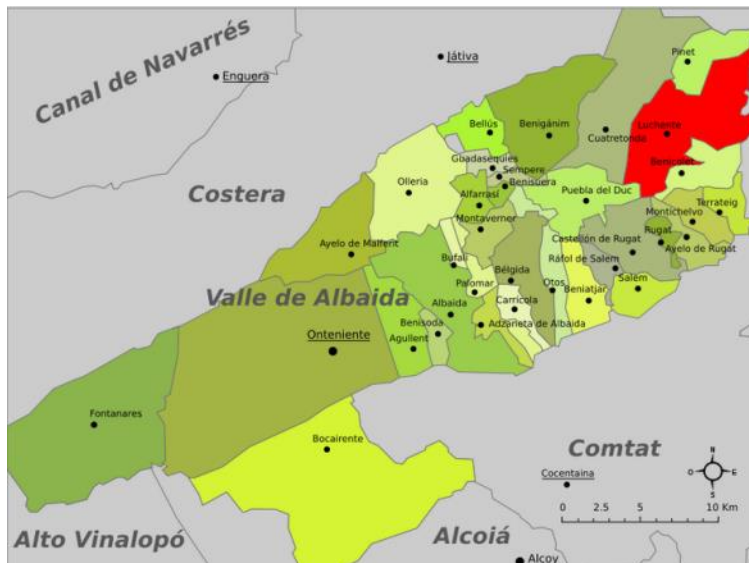 Canal de Navarrés
Enguera
Játiva
Pinet
Bellús
Benigánim
Cuatretonda
Luchente
Benicolet
Guadasequies
Sempere
Benisuera
Costera
Olleria
Alfarrasí
Puebla del Duc
Terrateig
Montichelvo
Montaverner
Rugat
Ayelo de Rugat
Castellón de Rugat
Ayelo de Malferit
Bufali
Ráfol de Salem
Bélgida
Salem
Palomar
Otos
Beniatjar
Valle de Albaida
Carrícola
Albaida
Adzaneta de Albaida
Benisoda
Agullent
Onteniente
Fontanares
Bocairente
Comtat
Cocentaina
N
O
E
S
0 2.5 5 10 Km
Alto Vinalopó
Alcoiá
Alcoy